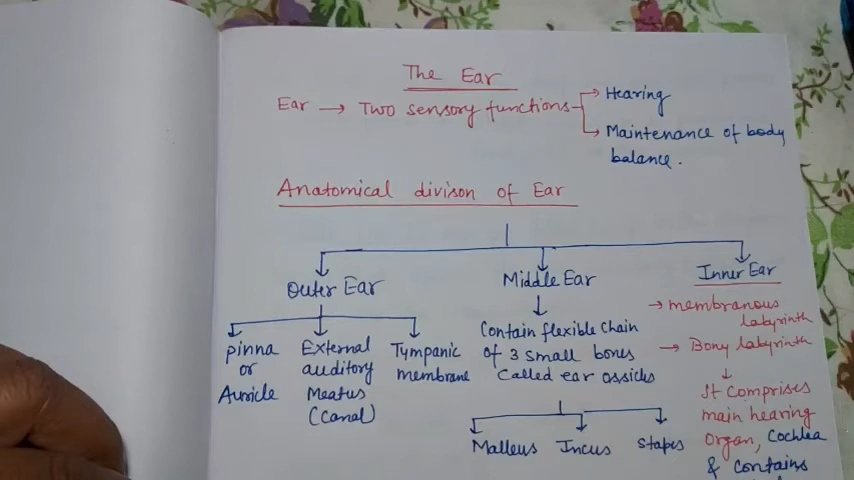 The Ear
Ear → Two sensory functions
→ Hearing
→ Maintenance of body
balance.
Anatomical divison of Ear
Outer Ear
Middle Ear
Inner Ear
pinna
or
Auricle
External
auditory
Meatus
(canal)
Tympanic
membrane
Contain flexible chain
of 3 small bones
called ear ossicls
Malleus
Incus
stapes
→ membranous
labyrinth
→ Bony labyrinth
It comprises
main hearing
organ, cochlea
& contains